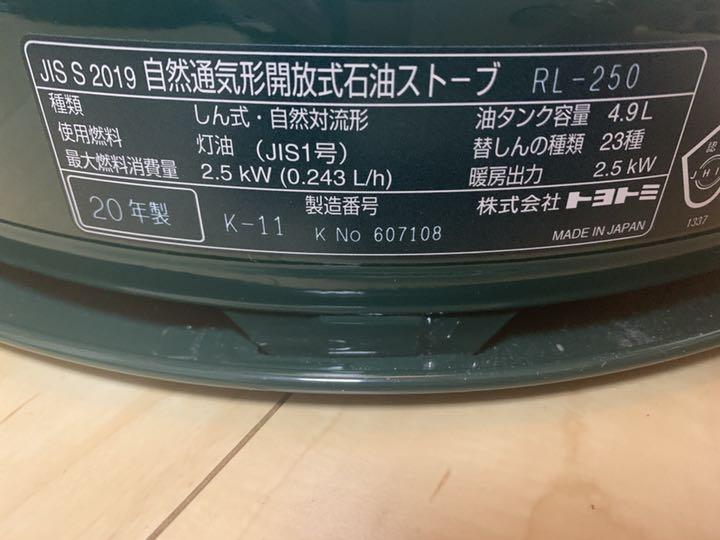 JIS S 2019 自然通気形開放式石油ストーブ RL-250
種類 しん式・自然対流形 油タンク容量 4.9L
使用燃料 灯油 (JIS1号) 替しんの種類 23種
最大燃料消費量 2.5 kW (0.243 L/h) 暖房出力 2.5 kW
20年製 K-11 製造番号 K No 607108 株式会社トヨトミ
MADE IN JAPAN
認
JHI
1337